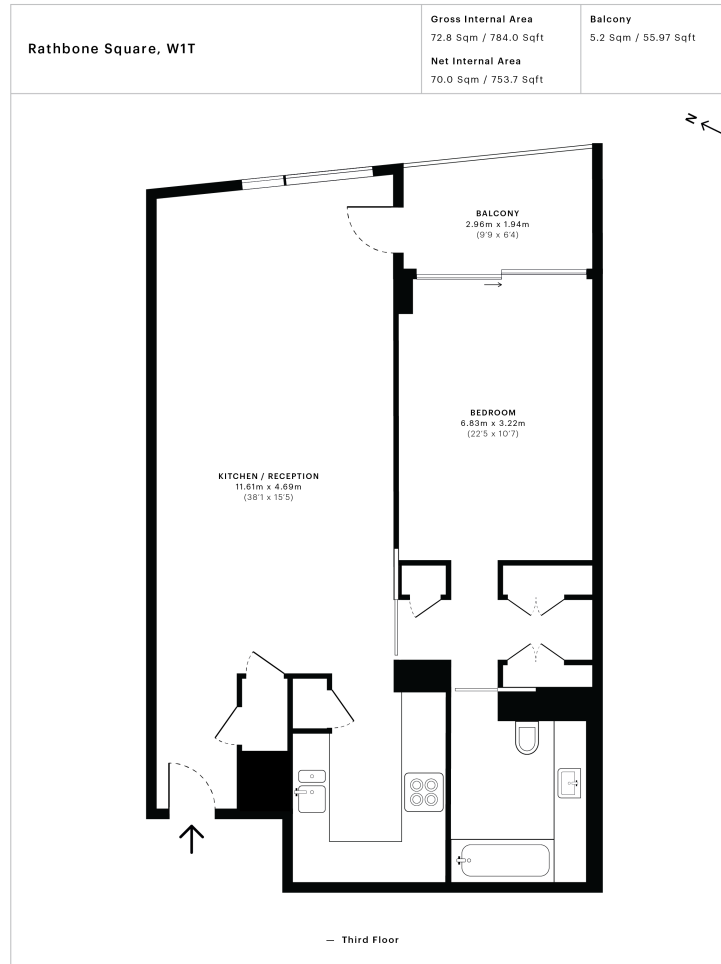 Rathbone Square, W1T
Gross Internal Area
72.8 Sqm / 784.0 Sqft
Net Internal Area
70.0 Sqm / 753.7 Sqft
Balcony
5.2 Sqm / 55.97 Sqft
N
BALCONY
2.96m x 1.94m
(9'9 x 6'4)
BEDROOM
6.83m x 3.22m
(22'5 x 10'7)
KITCHEN / RECEPTION
11.61m x 4.69m
(38'1 x 15'5)
— Third Floor